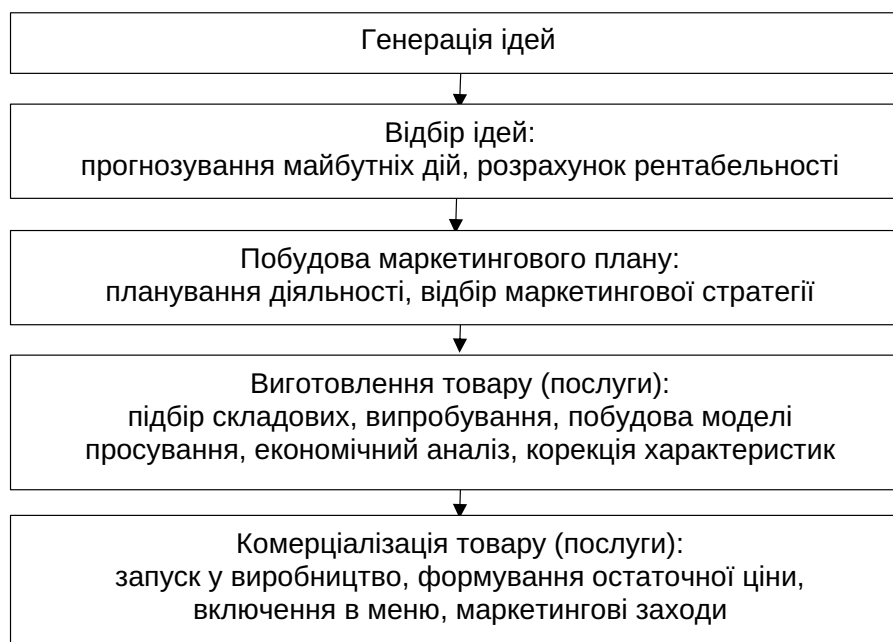 Генерація ідей
Відбір ідей:
прогнозування майбутніх дій, розрахунок рентабельності
Побудова маркетингового плану:
планування діяльності, відбір маркетингової стратегії
Виготовлення товару (послуги):
підбір складових, випробування, побудова моделі
просування, економічний аналіз, корекція характеристик
Комерціалізація товару (послуги):
запуск у виробництво, формування остаточної ціни,
включення в меню, маркетингові заходи